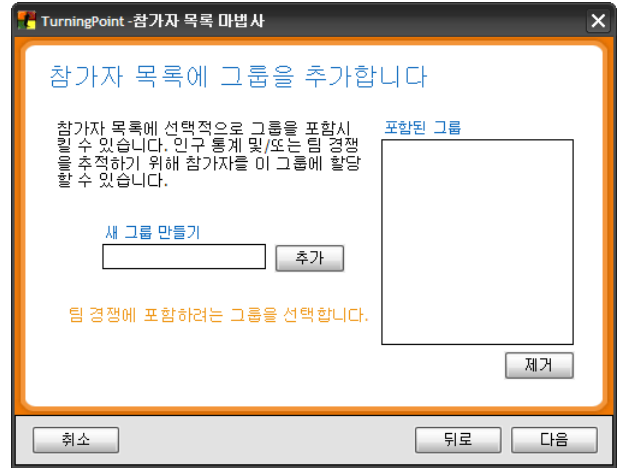 TurningPoint -참가자 목록 마법사
참가자 목록에 그룹을 추가합니다
참가자 목록에 선택적으로 그룹을 포함시
킬 수 있습니다. 인구 통계 및/또는 팀 경쟁
을 추적하기 위해 참가자를 이 그룹에 할당
할 수 있습니다.
포함된 그룹
새 그룹 만들기
추가
팀 경쟁에 포함하려는 그룹을 선택합니다.
제거
취소
뒤로
다음